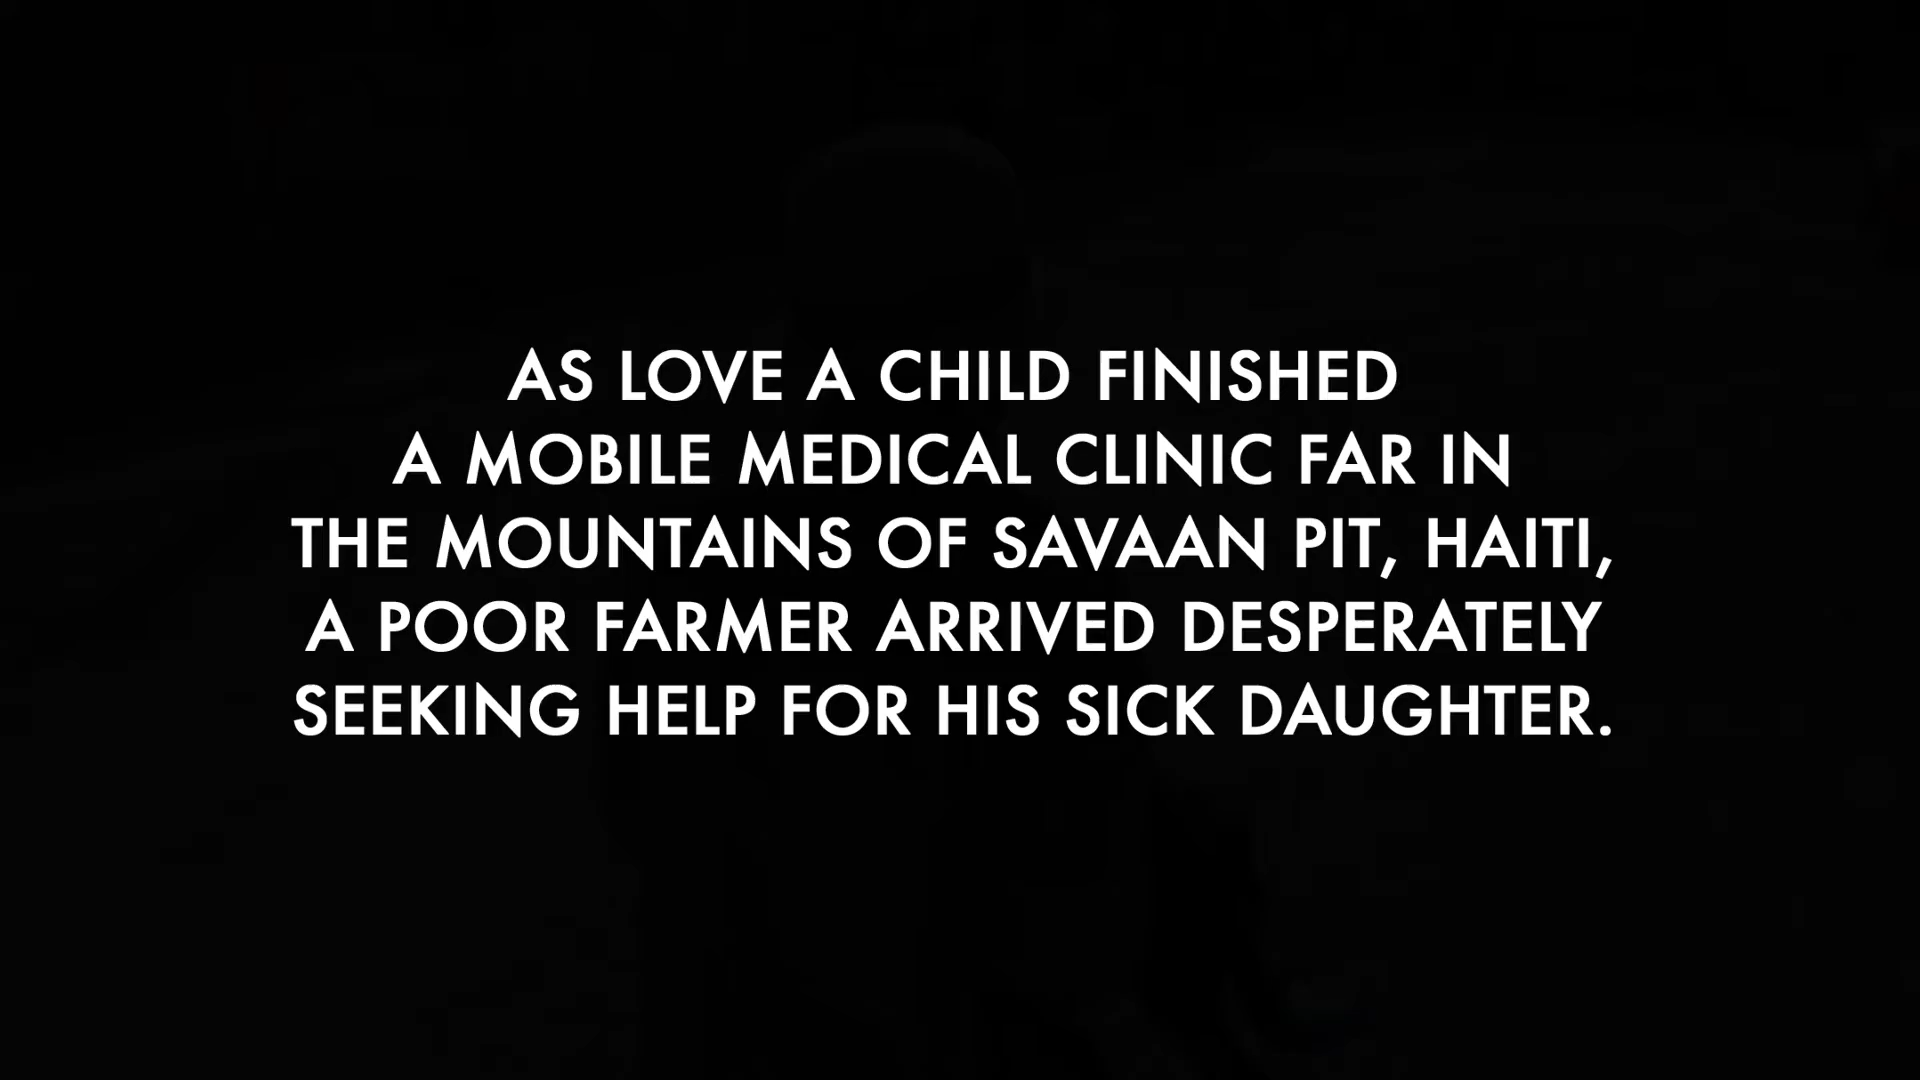 AS LOVE A CHILD FINISHED
A MOBILE MEDICAL CLINIC FAR IN
THE MOUNTAINS OF SAVAAN PIT, HAITI,
A POOR FARMER ARRIVED DESPERATELY
SEEKING HELP FOR HIS SICK DAUGHTER.